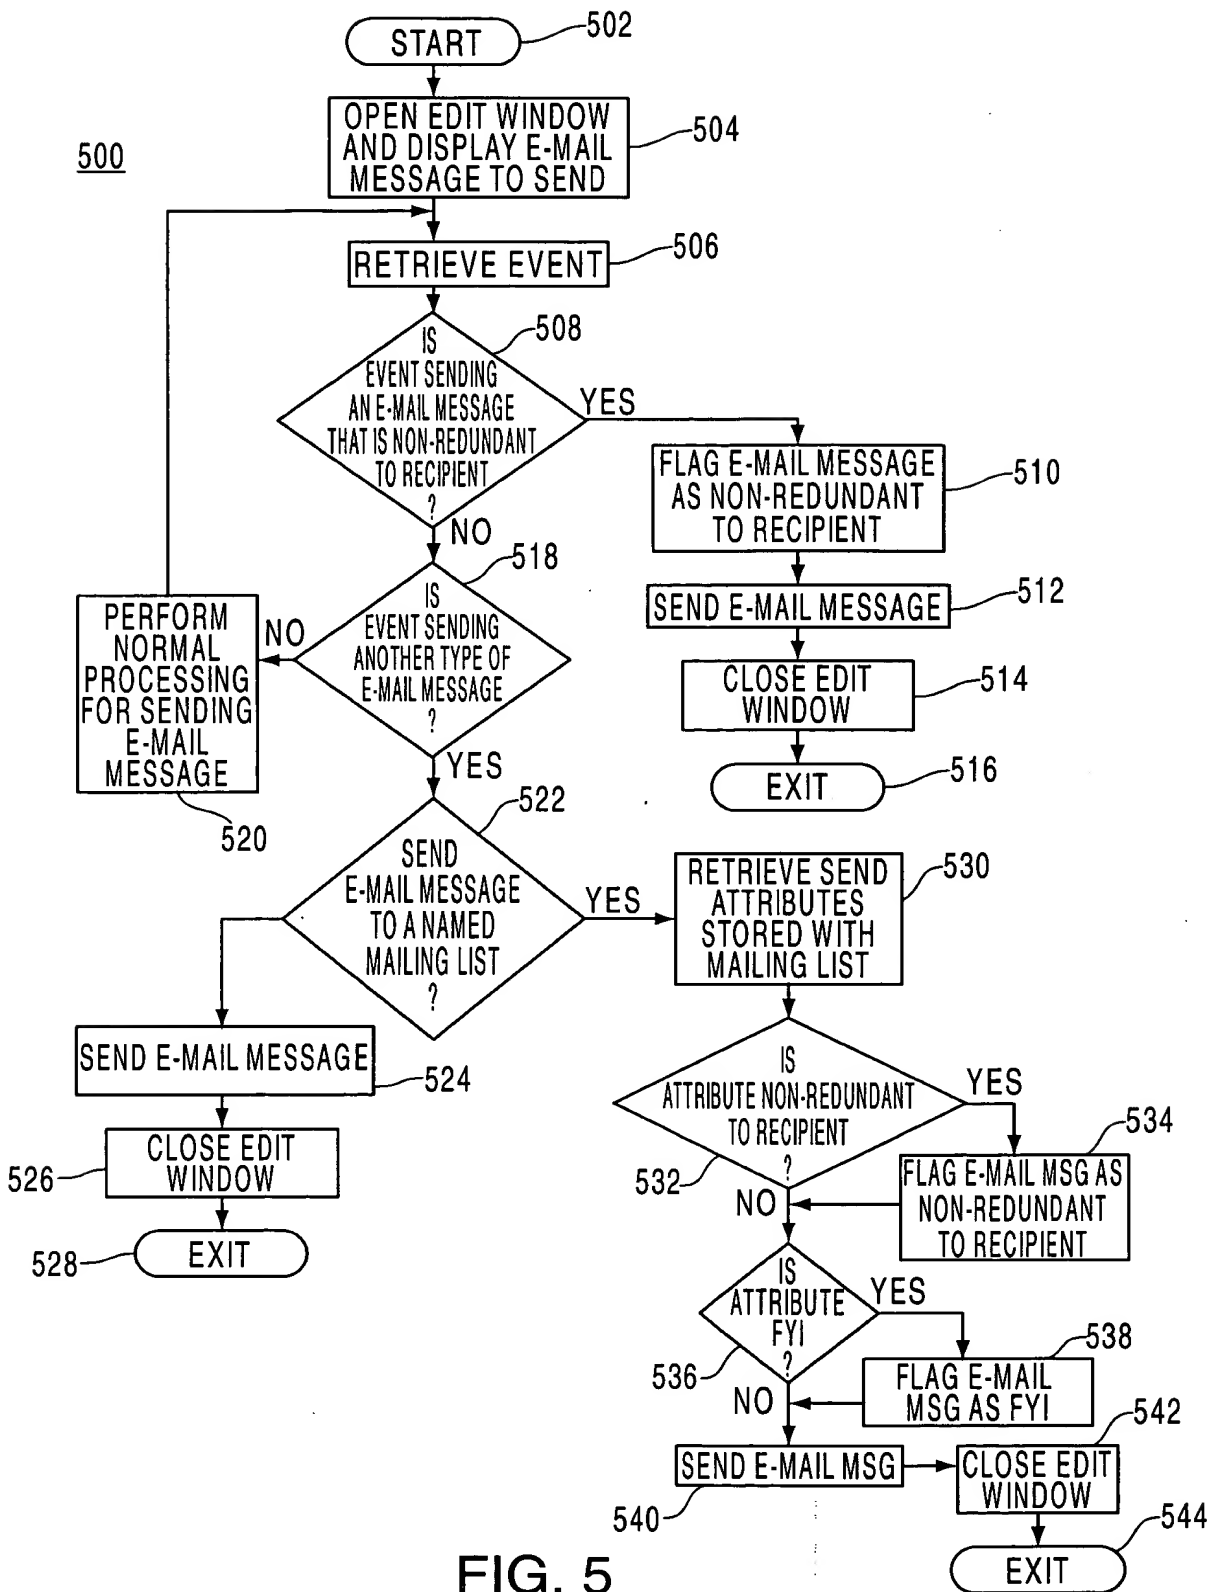 500
START
502
OPEN EDIT WINDOW
AND DISPLAY E-MAIL
MESSAGE TO SEND
504
RETRIEVE EVENT
506
IS
EVENT SENDING
AN E-MAIL MESSAGE
THAT IS NON-REDUNDANT
TO RECIPIENT
?
508
YES
NO
FLAG E-MAIL MESSAGE
AS NON-REDUNDANT
TO RECIPIENT
510
SEND E-MAIL MESSAGE
512
CLOSE EDIT
WINDOW
514
EXIT
516
IS
EVENT SENDING
ANOTHER TYPE OF
E-MAIL MESSAGE
?
518
NO
YES
PERFORM
NORMAL
PROCESSING
FOR SENDING
E-MAIL
MESSAGE
520
SEND
E-MAIL MESSAGE
TO A NAMED
MAILING LIST
?
522
YES
SEND E-MAIL MESSAGE
524
CLOSE EDIT
WINDOW
526
EXIT
528
RETRIEVE SEND
ATTRIBUTES
STORED WITH
MAILING LIST
530
IS
ATTRIBUTE NON-REDUNDANT
TO RECIPIENT
?
532
YES
NO
FLAG E-MAIL MSG AS
NON-REDUNDANT
TO RECIPIENT
534
IS
ATTRIBUTE
FYI
?
536
YES
NO
FLAG E-MAIL
MSG AS FYI
538
SEND E-MAIL MSG
540
CLOSE EDIT
WINDOW
542
EXIT
544
FIG. 5